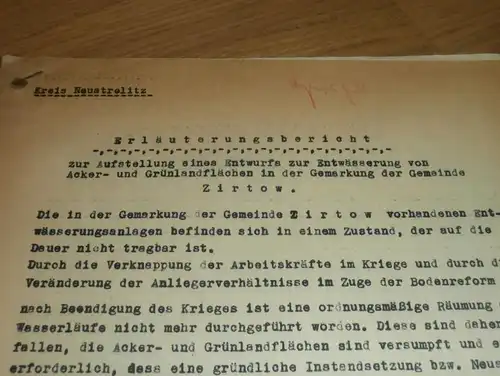 Kreis Neustrelitz
Erläuterungsbericht
zur Aufstellung eines Entwurfs zur Entwässerung von
Acker- und Grünlandflächen in der Gemarkung der Gemeinde
Zirtow.
Die in der Gemarkung der Gemeinde Zirtow vorhandenen Ent-
wässerungsanlagen befinden sich in einem Zustand, der auf die
Dauer nicht tragbar ist.
Durch die Verknappung der Arbeitskräfte im Kriege und durch di
Veränderung der Anliegerverhältnisse im Zuge der Bodenreform
nach Beendigung des Krieges ist eine ordnungsmäßige Räumung
Wasserläufe nicht mehr durchgeführt worden. Diese sind daher
fallen, die Acker- und Grünlandflächen sind versumpft und e
erforderlich, dass eine gründliche Instandsetzung bzw. Neu